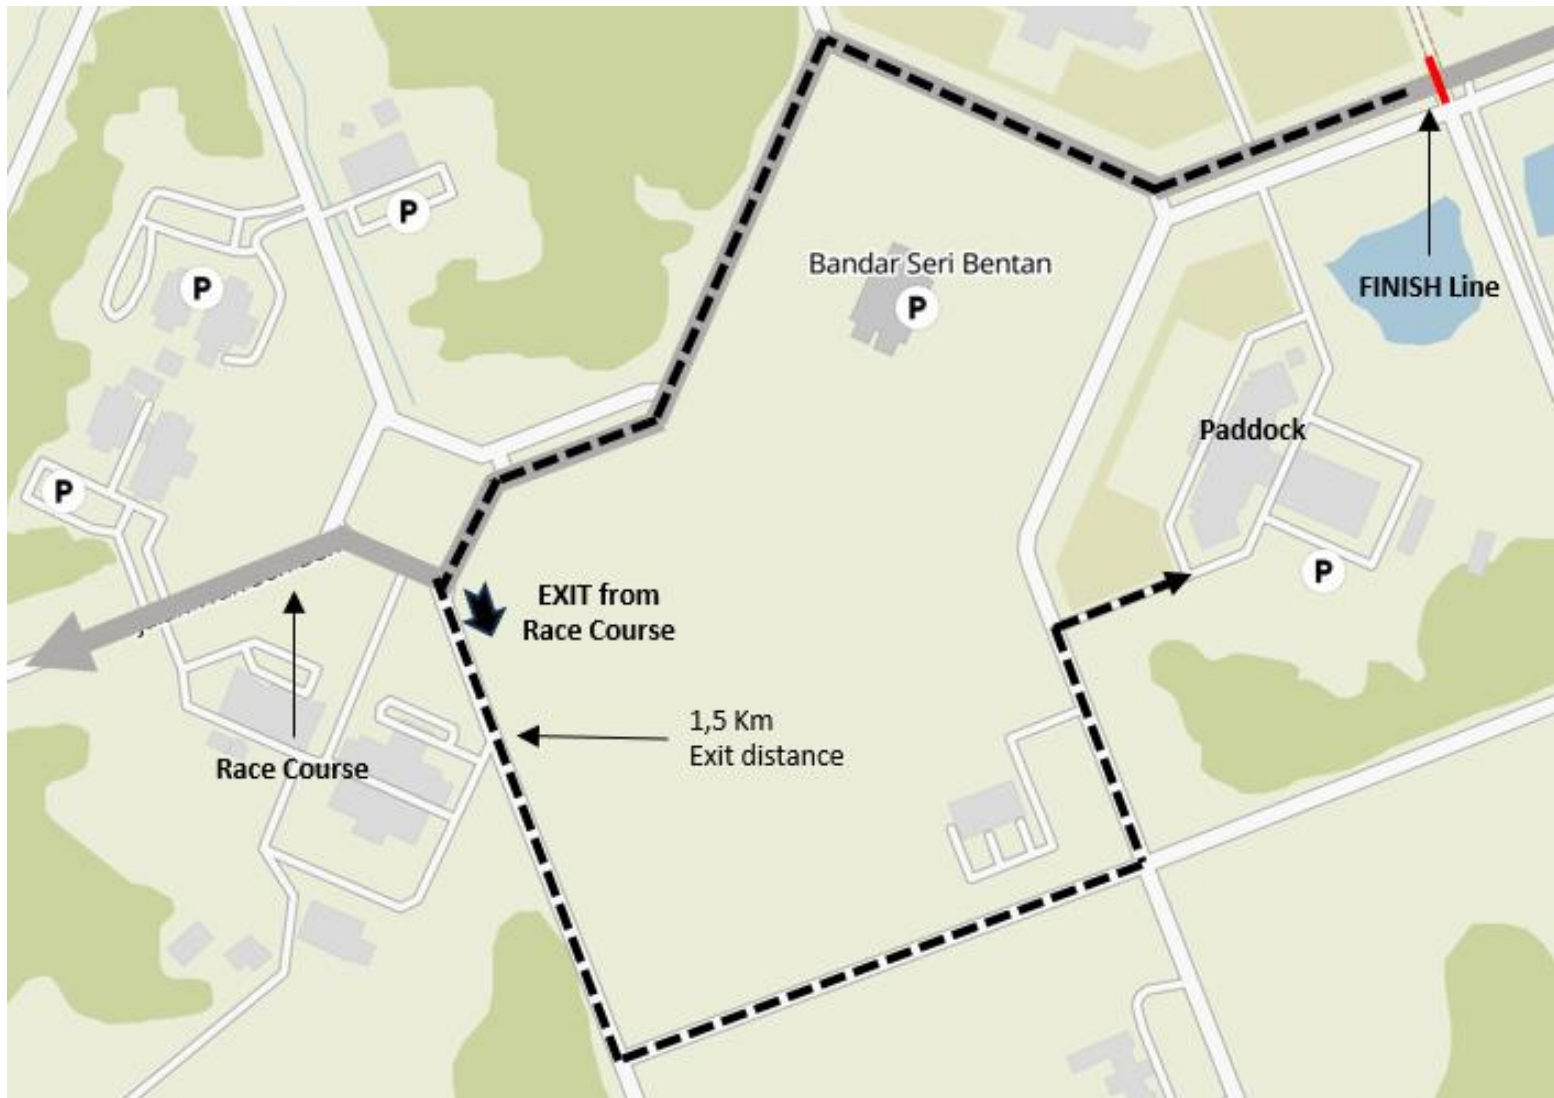 P
P
Bandar Seri Bentan
P
FINISH Line
Paddock
P
P
EXIT from
Race Course
1,5 Km
Exit distance
Race Course